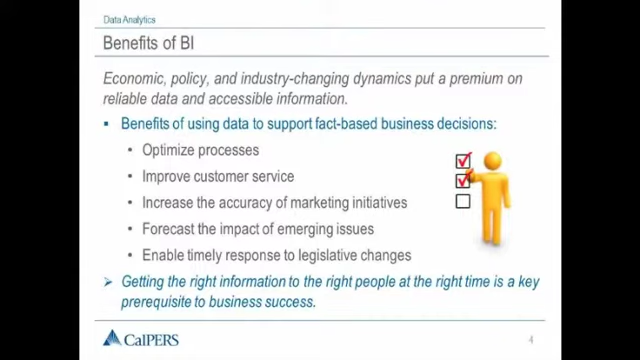 Data Analytics
Benefits of BI
Economic, policy, and industry-changing dynamics put a premium on
reliable data and accessible information.
Benefits of using data to support fact-based business decisions:
Optimize processes
Improve customer service
Increase the accuracy of marketing initiatives
Forecast the impact of emerging issues
Enable timely response to legislative changes
Getting the right information to the right people at the right time is a key
prerequisite to business success.
CalPERS
4